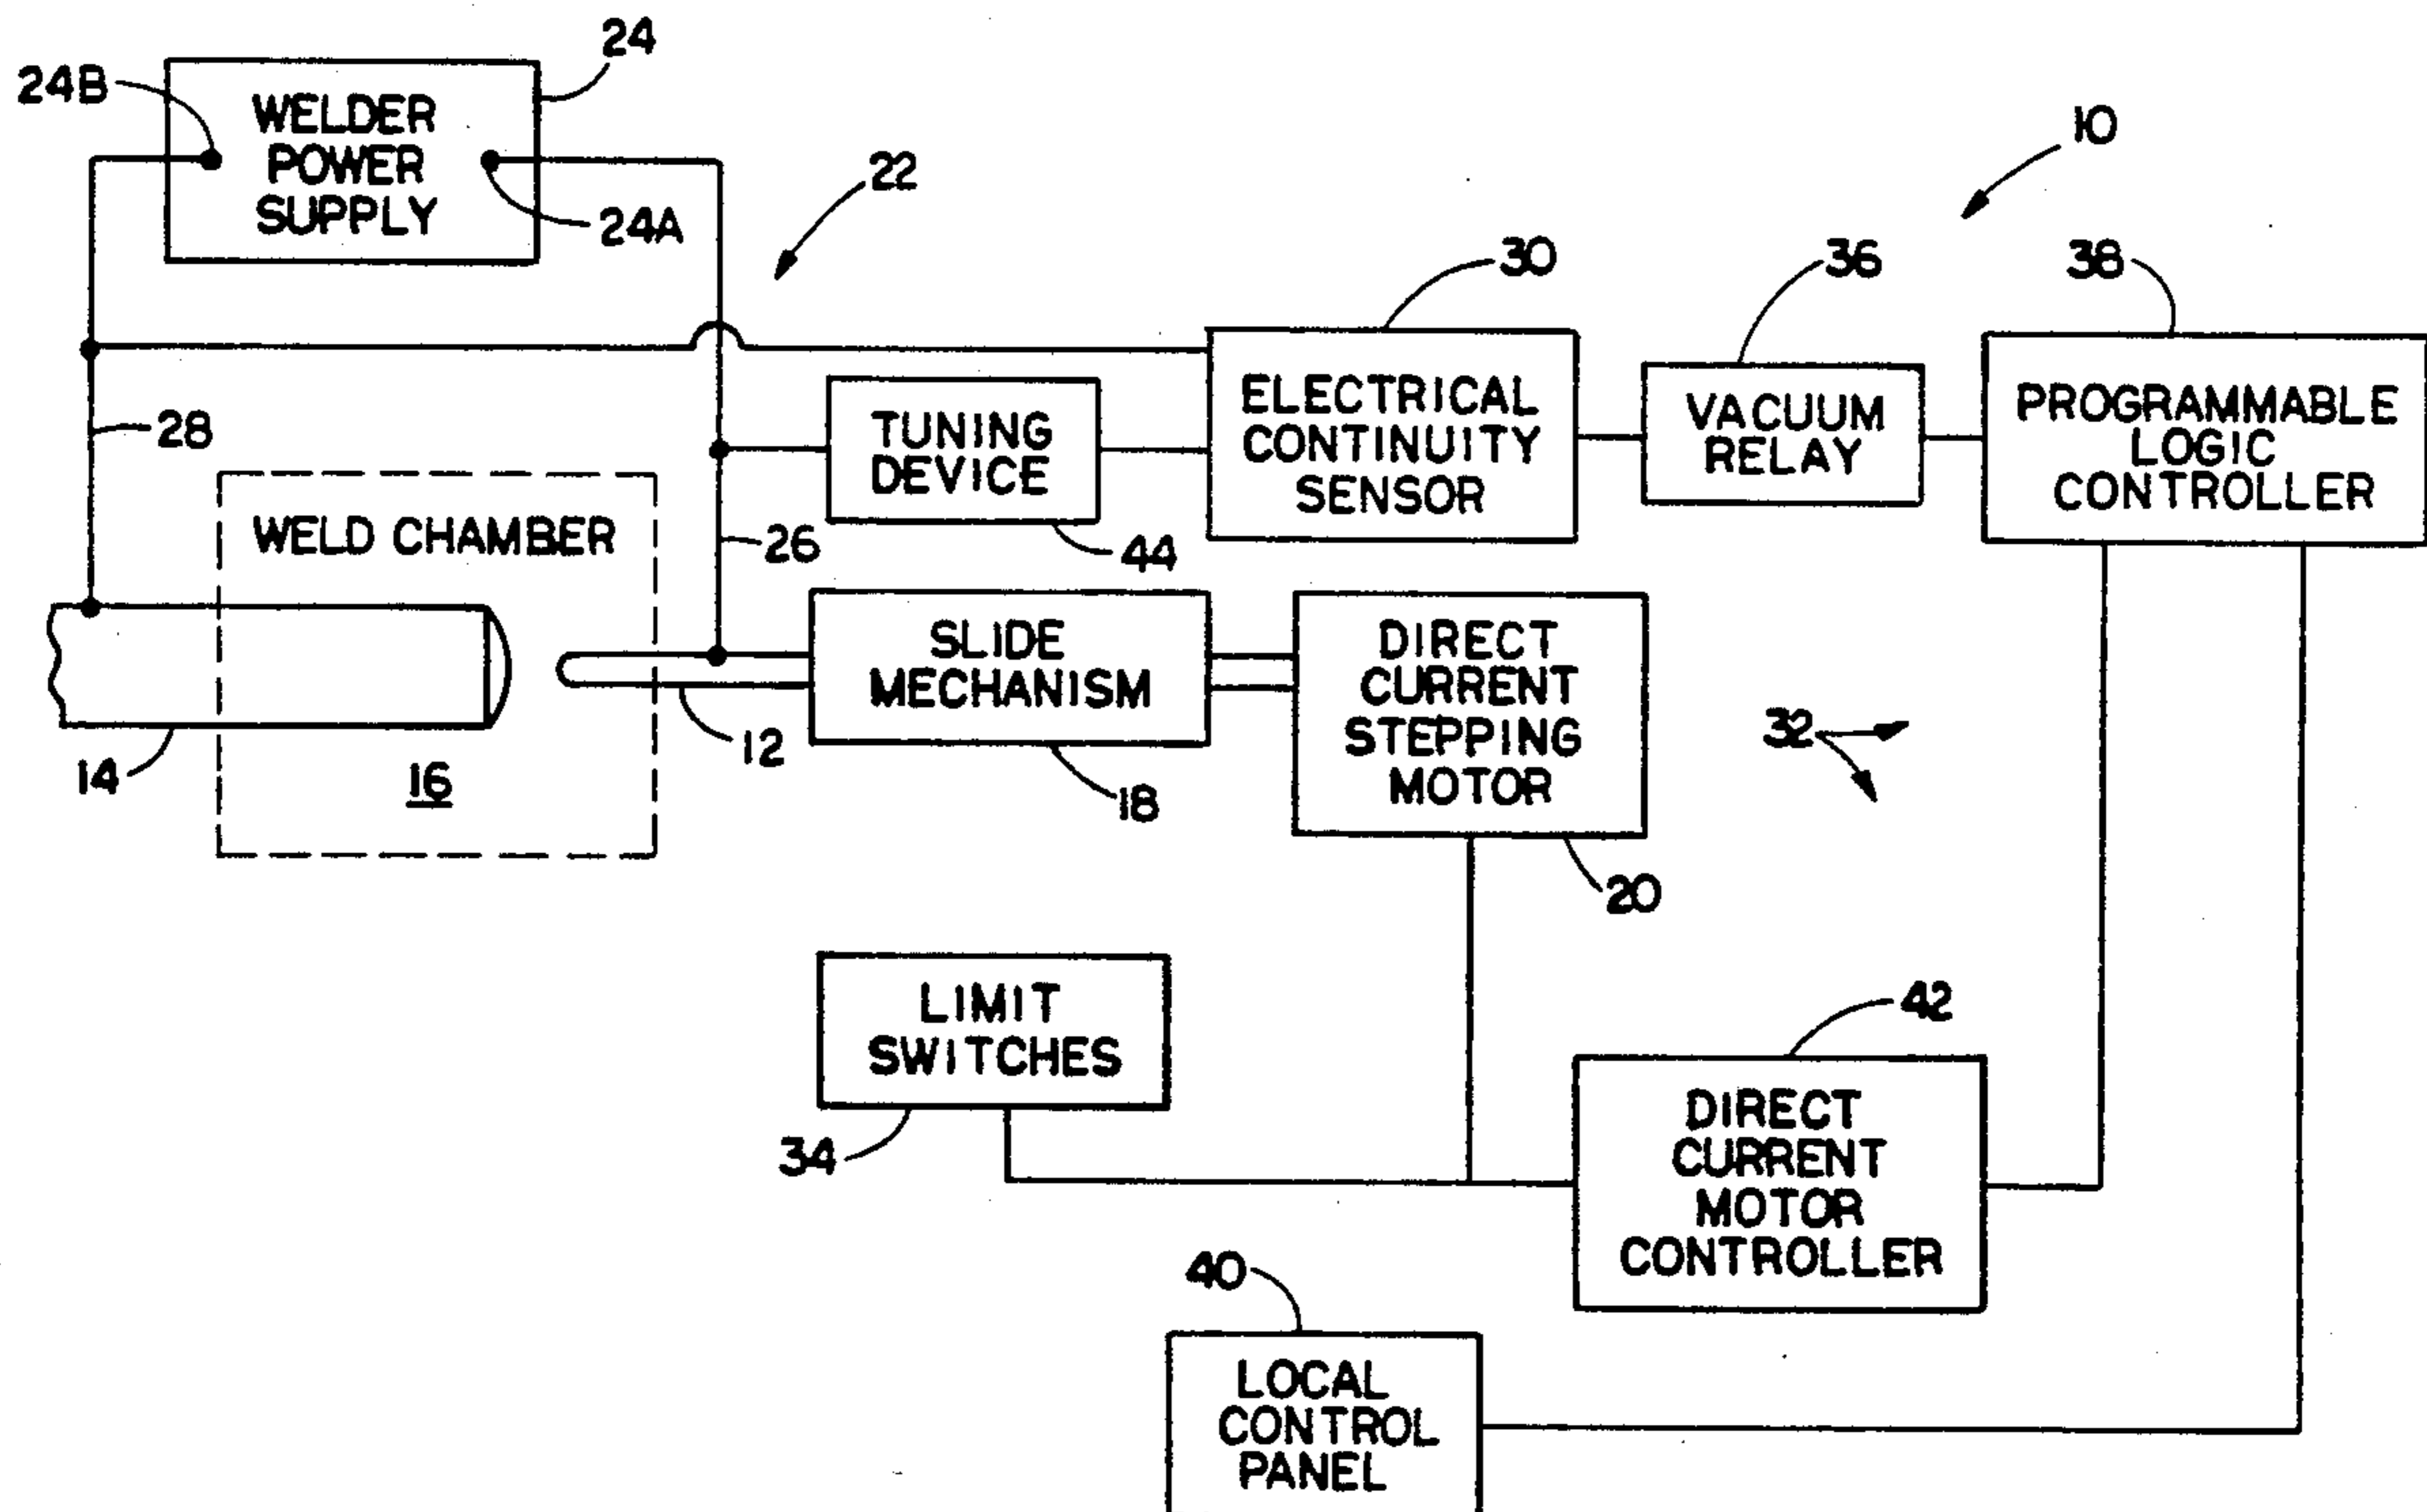 24
24B
WELDER
POWER
SUPPLY
24A
22
10
30
36
38
ELECTRICAL
CONTINUITY
SENSOR
VACUUM
RELAY
PROGRAMMABLE
LOGIC
CONTROLLER
TUNING
DEVICE
28
26
44
WELD CHAMBER
SLIDE
MECHANISM
DIRECT
CURRENT
STEPPING
MOTOR
32
14
16
12
18
20
LIMIT
SWITCHES
34
42
DIRECT
CURRENT
MOTOR
CONTROLLER
40
LOCAL
CONTROL
PANEL